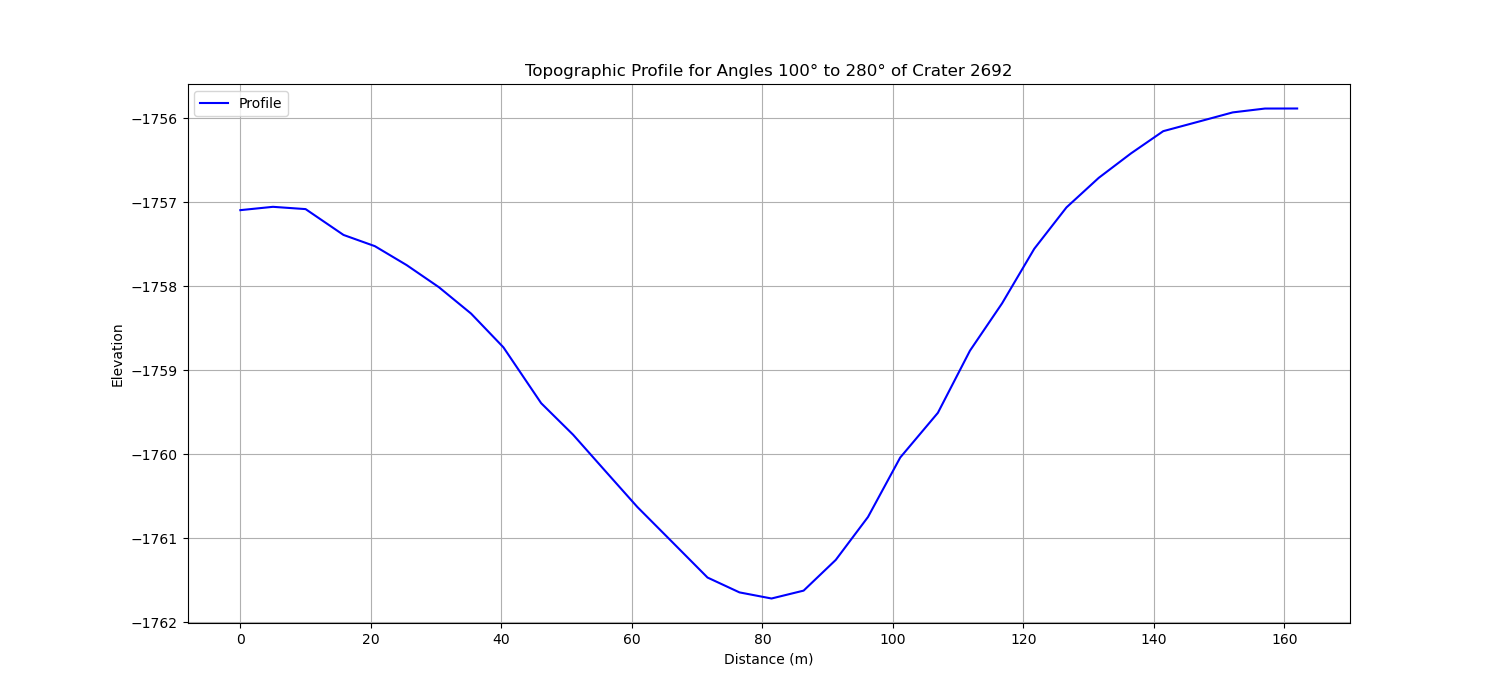 Topographic Profile for Angles 100° to 280° of Crater 2692
Profile
−1756
−1757
−1758
−1759
−1760
−1761
−1762
Elevation
0 20 40 60 80 100 120 140 160
Distance (m)